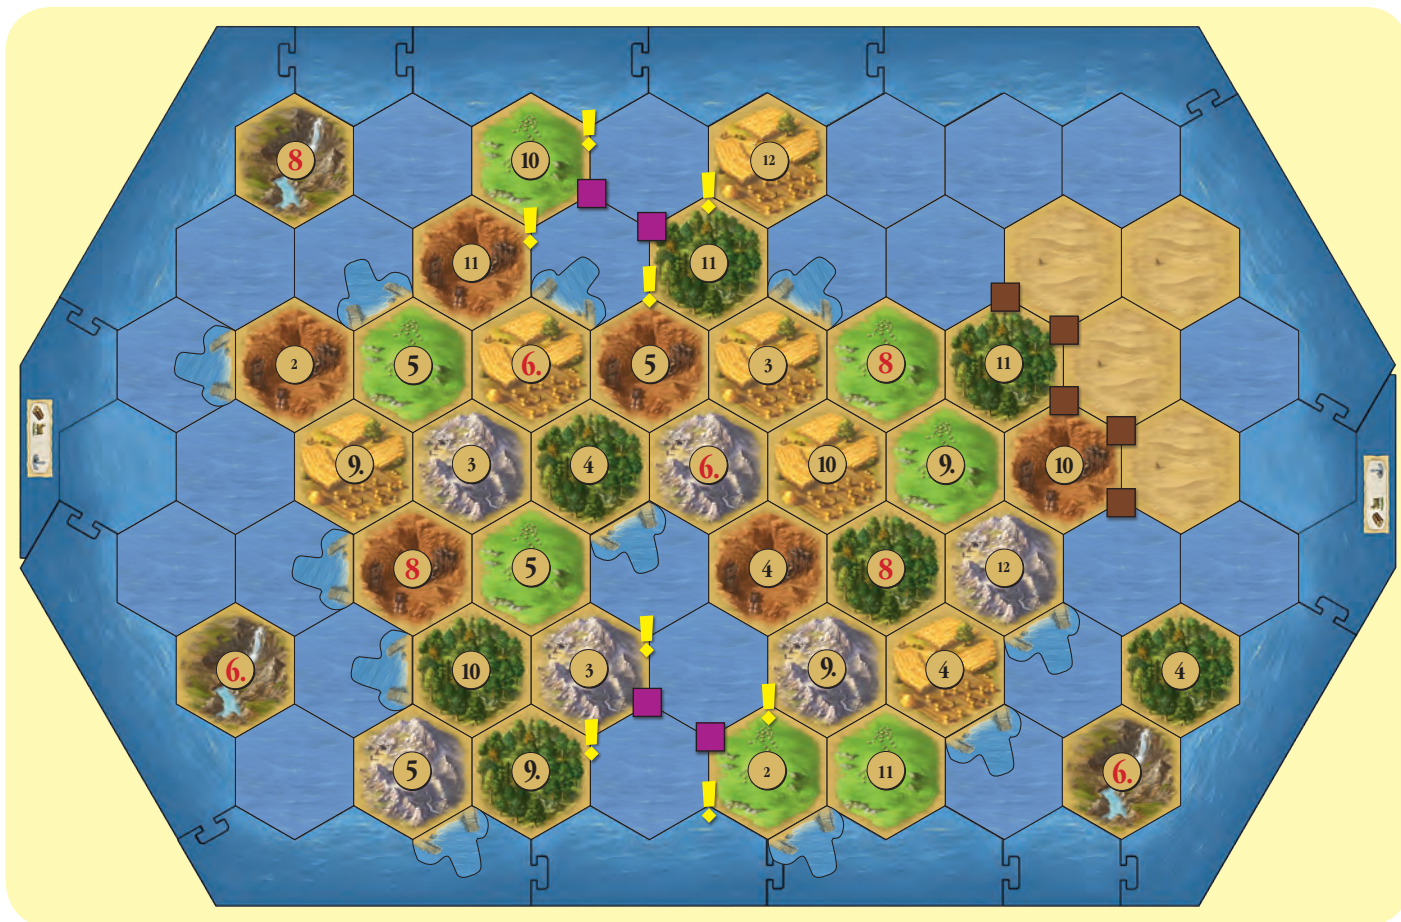 8 10 ! 12
11 ! ! 11
!
2 5 6. 5 3 8 11
9. 3 4 6. 10 9. 10
8 5 4 8 12
!
6. 10 3 9. 4 4
! !
5 9. 2 11 6.
!